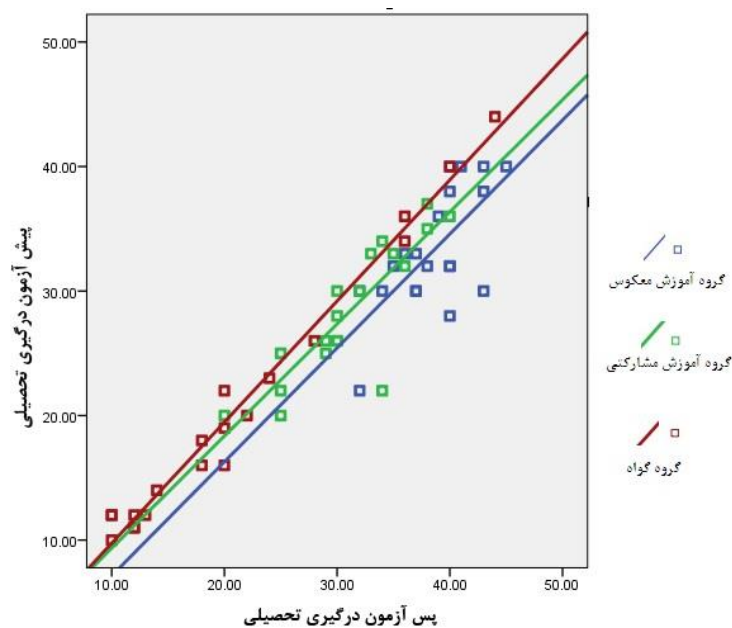 50.00
40.00
30.00
20.00
10.00
پیش آزمون درگیری تحصیلی
10.00 20.00 30.00 40.00 50.00
پس آزمون درگیری تحصیلی
گروه آموزش معکوس
گروه آموزش مشارکتی
گروه گواه